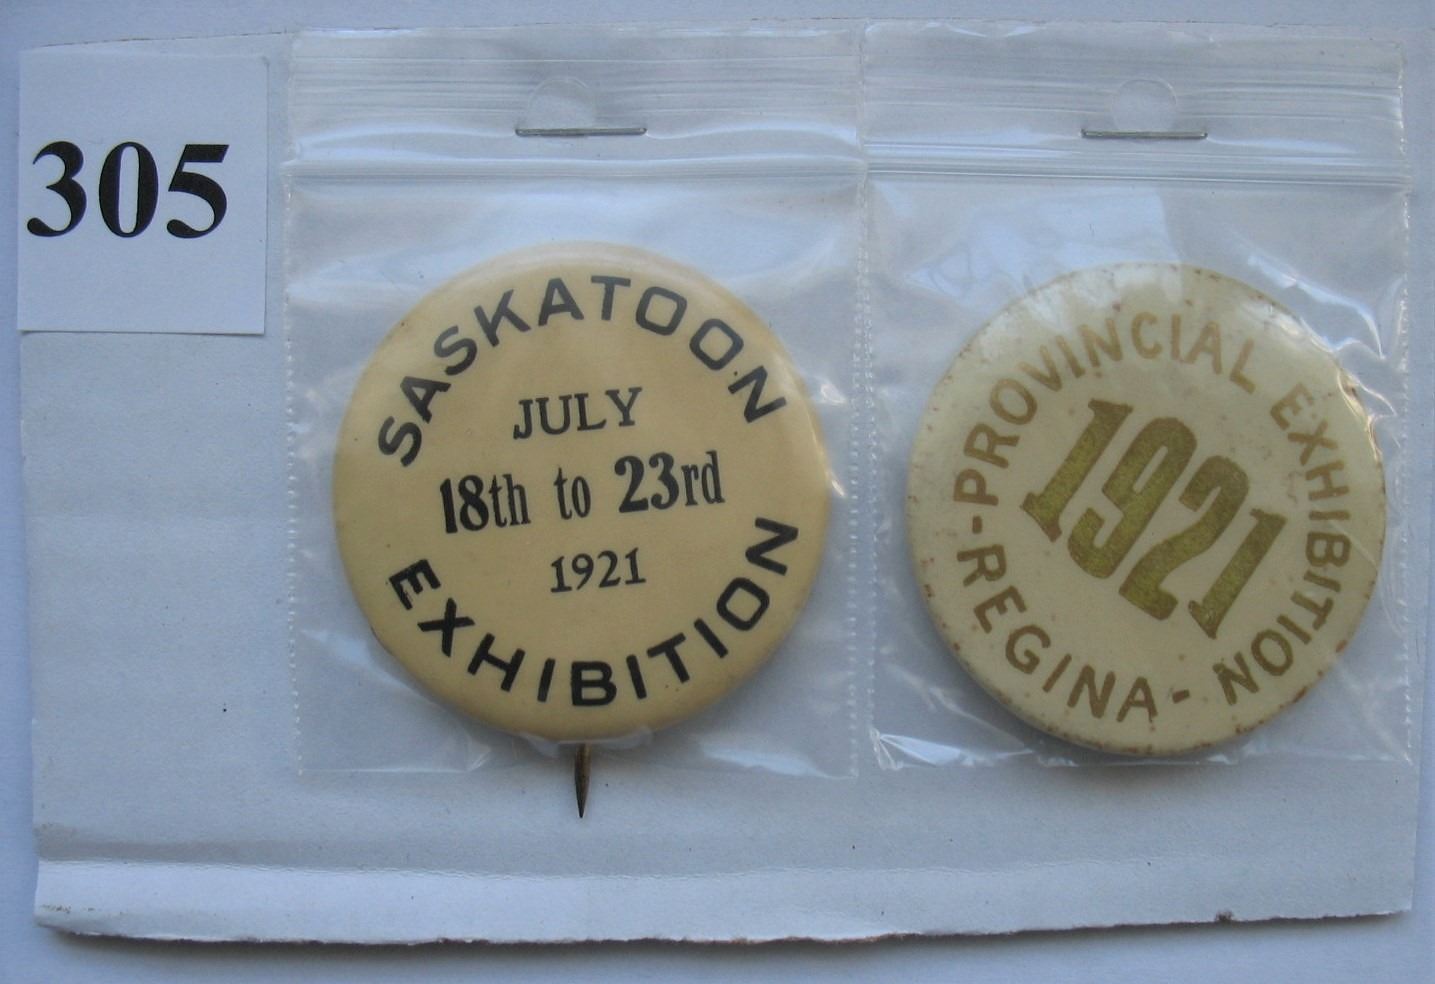 305
SASKATOON
JULY
18th to 23rd
1921
EXHIBITION
-PROVINCIAL EXHIBITION
1921
-REGINA-